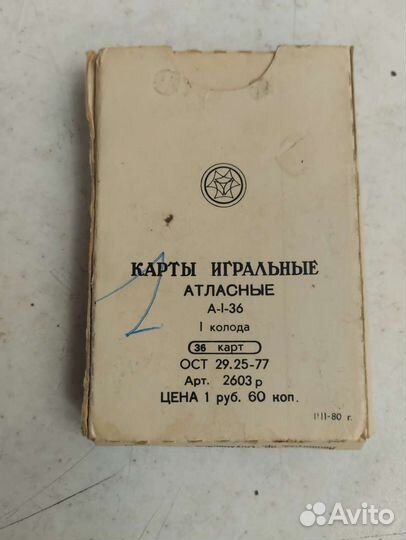 КАРТЫ ИГРАЛЬНЫЕ
АТЛАСНЫЕ
А-I-36
I колода
36 карт
ОСТ 29.25-77
Арт. 2603 р
ЦЕНА 1 руб. 60 коп.
-80 г.
1
Avito